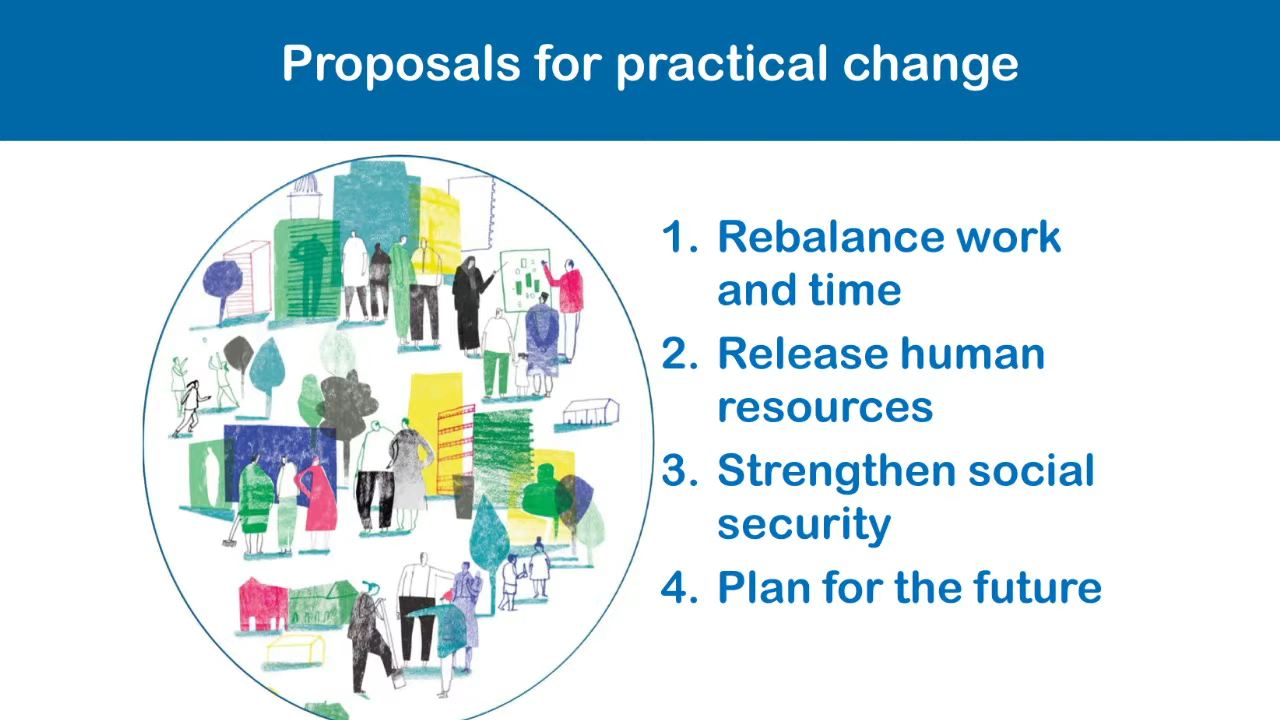 Proposals for practical change
1. Rebalance work
and time
2. Release human
resources
3. Strengthen social
security
4. Plan for the future